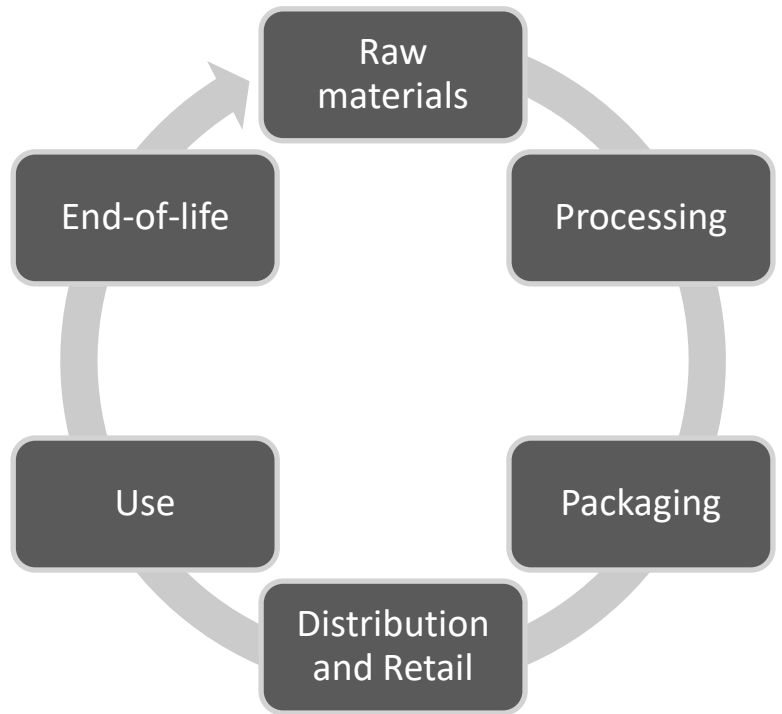 Raw
materials
Processing
Packaging
Distribution
and Retail
Use
End-of-life